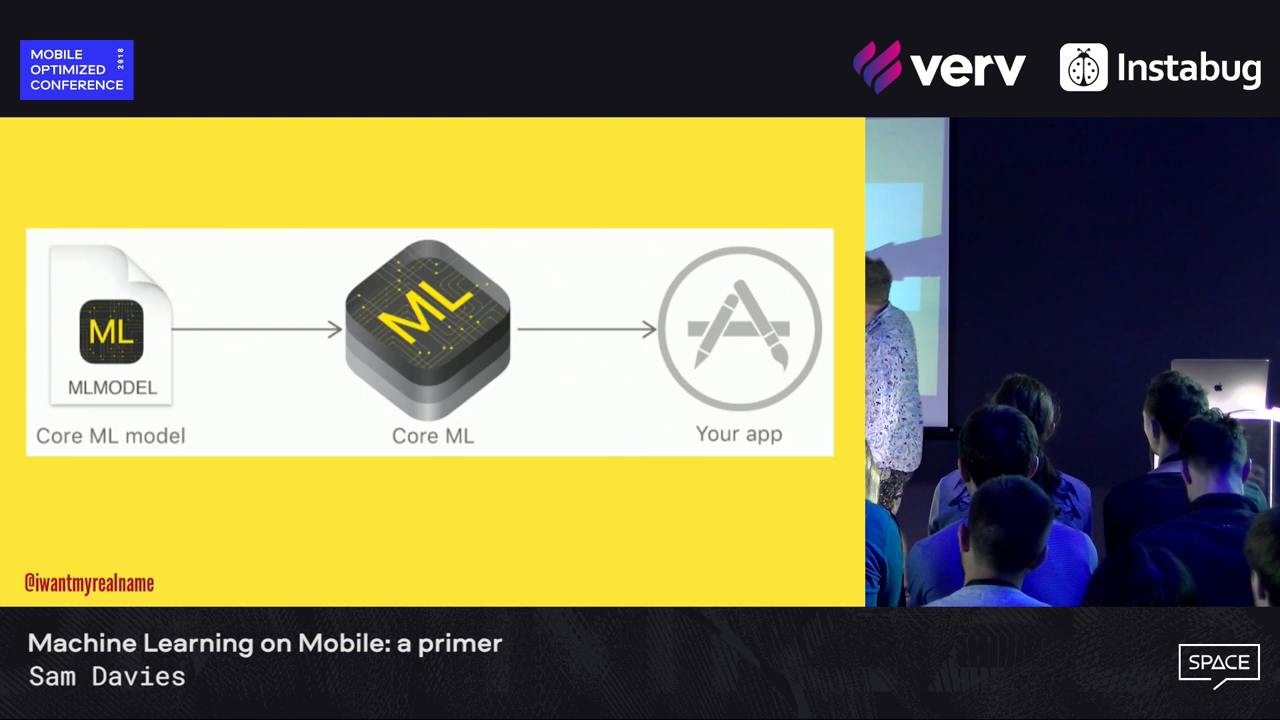 MOBILE
OPTIMIZED
CONFERENCE
2018
verv
Instabug
ML
MLMODEL
Core ML model
ML
Core ML
Your app
@iwantmyrealname
Machine Learning on Mobile: a primer
Sam Davies
SPACE